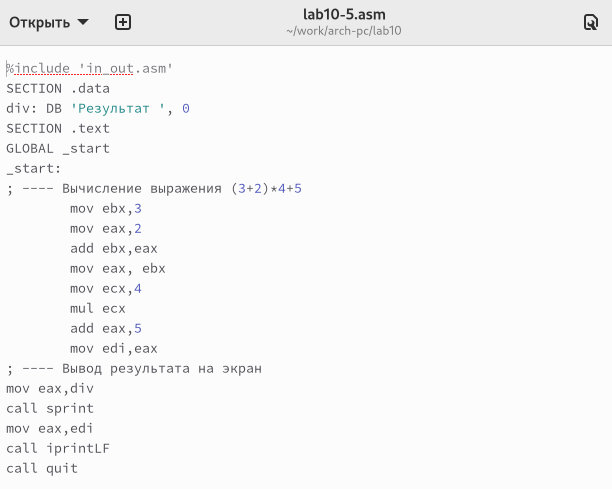 Открыть
lab10-5.asm
~/work/arch-pc/lab10
%include 'in_out.asm'
SECTION .data
div: DB 'Результат ', 0
SECTION .text
GLOBAL _start
_start:
; ---- Вычисление выражения (3+2)*4+5
mov ebx,3
mov eax,2
add ebx,eax
mov eax, ebx
mov ecx,4
mul ecx
add eax,5
mov edi,eax
; ---- Вывод результата на экран
mov eax,div
call sprint
mov eax,edi
call iprintLF
call quit